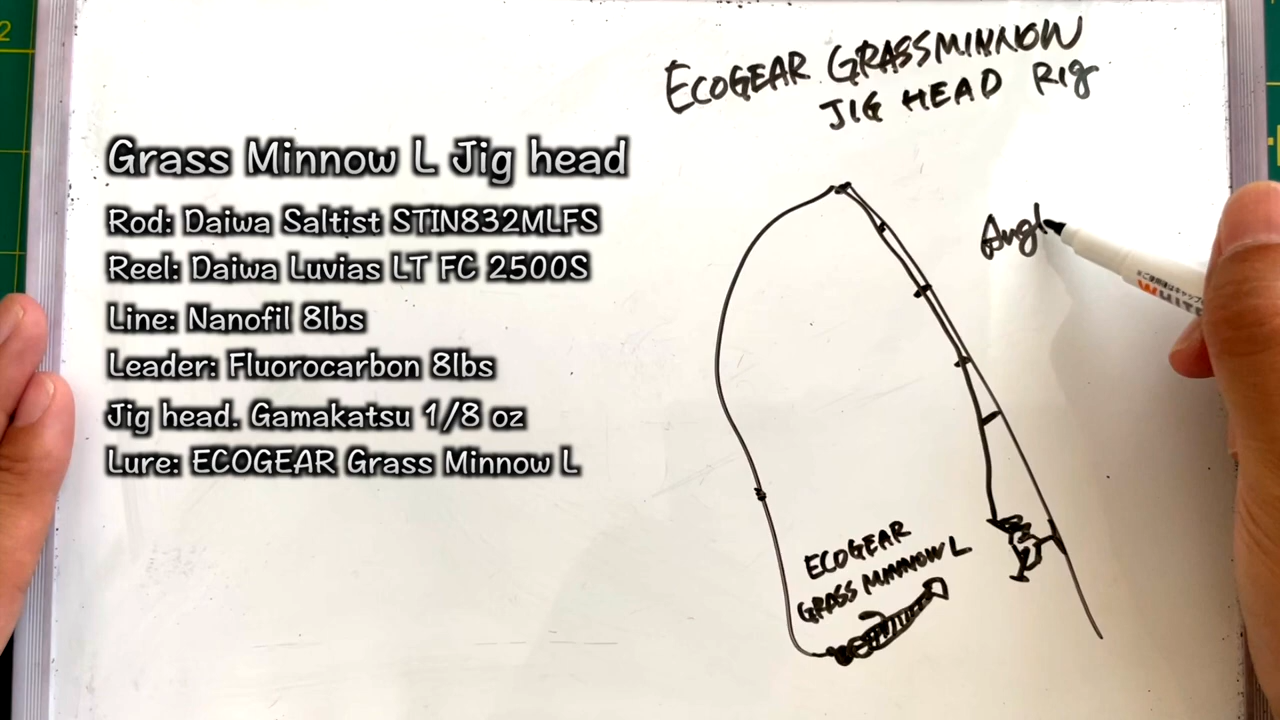 ECOGEAR GRASSMINNOW
JIG HEAD Rig
Grass Minnow L Jig head
Rod: Daiwa Saltist STIN832MLFS
Reel: Daiwa Luvias LT FC 2500S
Line: Nanofil 8lbs
Leader: Fluorocarbon 8lbs
Jig head. Gamakatsu 1/8 oz
Lure: ECOGEAR Grass Minnow L
Angl
ECOGEAR
GRASS MINNOW L
WHITE
2